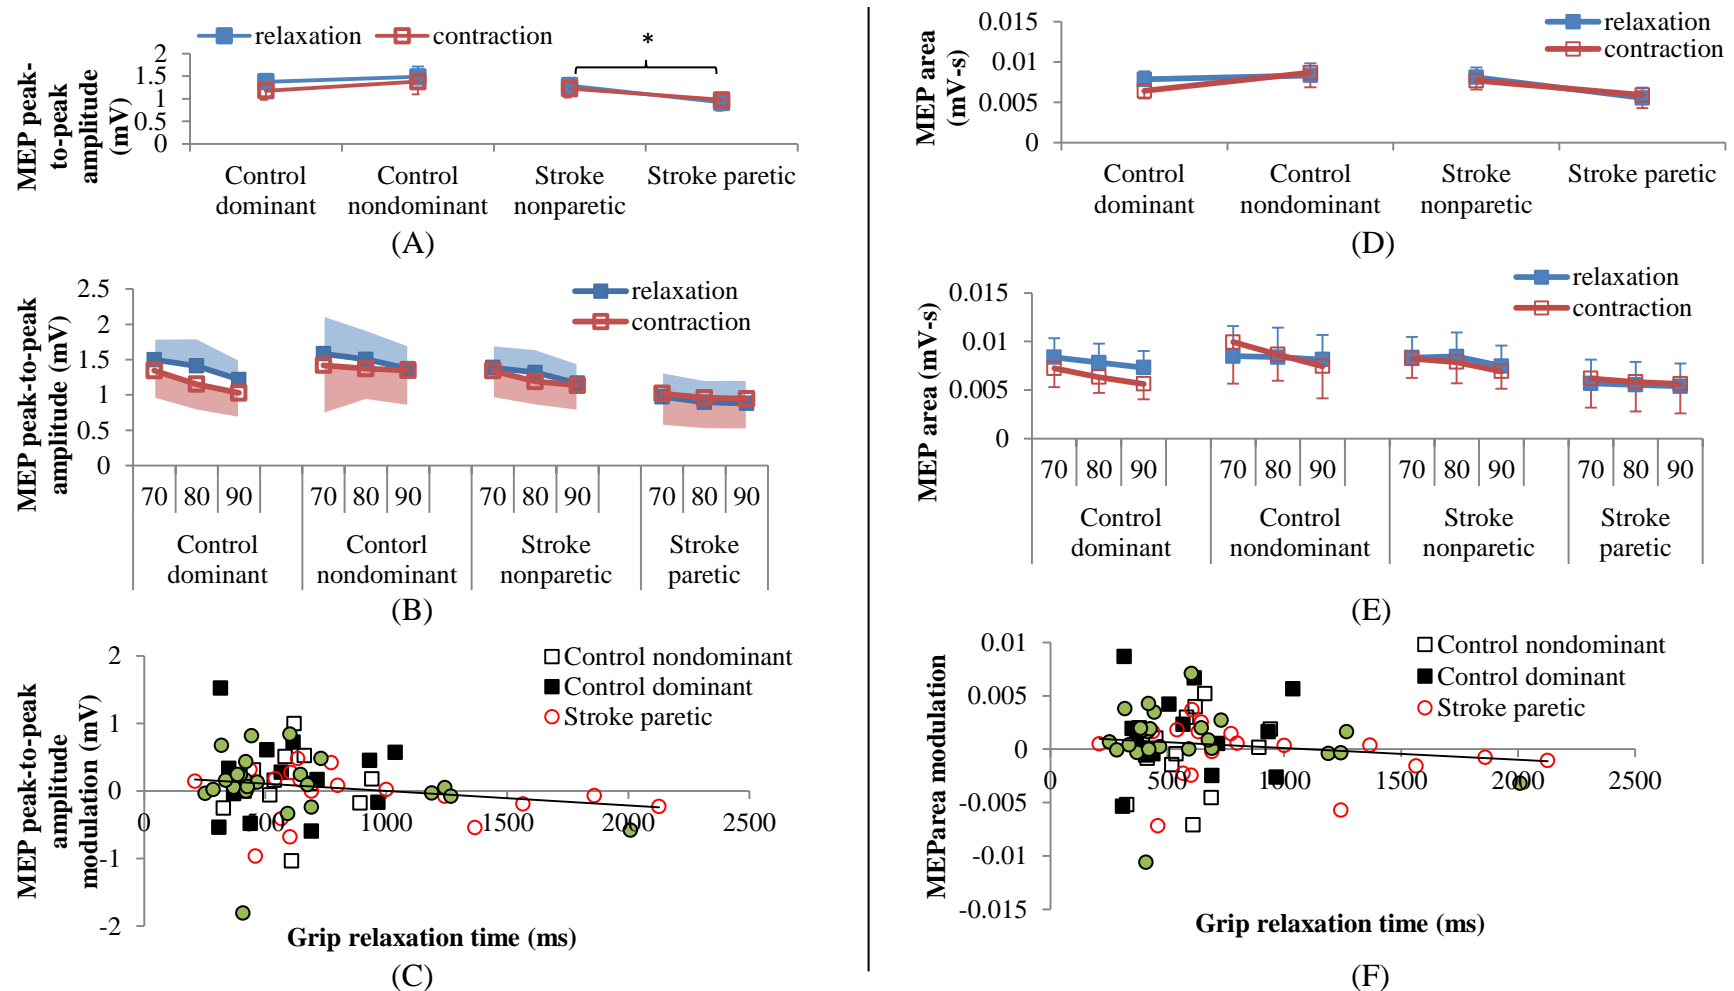 MEP peak-
to-peak
amplitude
(mV)
relaxation
contraction
*
2
1.5
1
0.5
0
Control
dominant
Control
nondominant
Stroke
nonparetic
Stroke paretic
(A)
MEP peak-to-peak
amplitude (mV)
relaxation
contraction
2.5
2
1.5
1
0.5
0
70 80 90
70 80 90
70 80 90
70 80 90
Control
dominant
Contorl
nondominant
Stroke
nonparetic
Stroke
paretic
(B)
MEP peak-to-peak
amplitude
modulation (mV)
Control nondominant
Control dominant
Stroke paretic
2
1
0
-1
-2
0 500 1000 1500 2000 2500
Grip relaxation time (ms)
(C)
MEP area
(mV-s)
relaxation
contraction
0.015
0.01
0.005
0
Control
dominant
Control
nondominant
Stroke
nonparetic
Stroke paretic
(D)
MEP area (mV-s)
relaxation
contraction
0.015
0.01
0.005
0
70 80 90
70 80 90
70 80 90
70 80 90
Control
dominant
Control
nondominant
Stroke
nonparetic
Stroke
paretic
(E)
MEParea modulation
Control nondominant
Control dominant
Stroke paretic
0.01
0.005
0
-0.005
-0.01
-0.015
0 500 1000 1500 2000 2500
Grip relaxation time (ms)
(F)